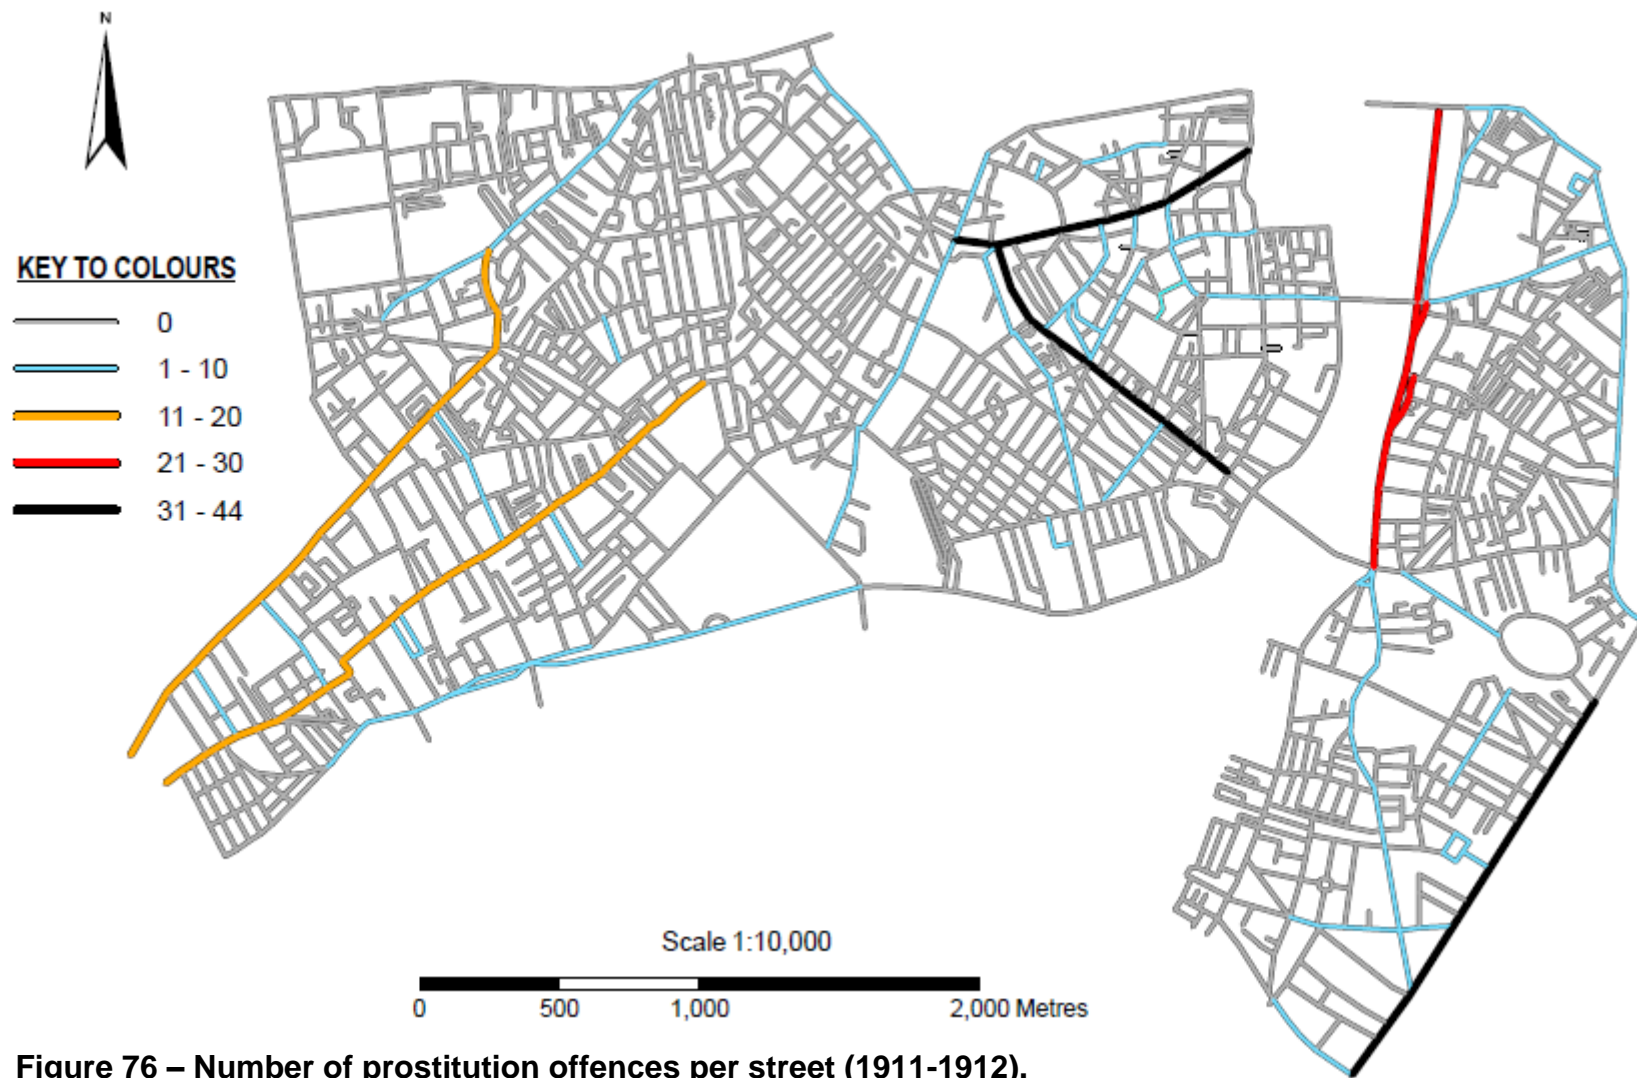 N
KEY TO COLOURS
0
1 - 10
11 - 20
21 - 30
31 - 44
Scale 1:10,000
0 500 1,000 2,000 Metres
Figure 76 – Number of prostitution offences per street (1911-1912).